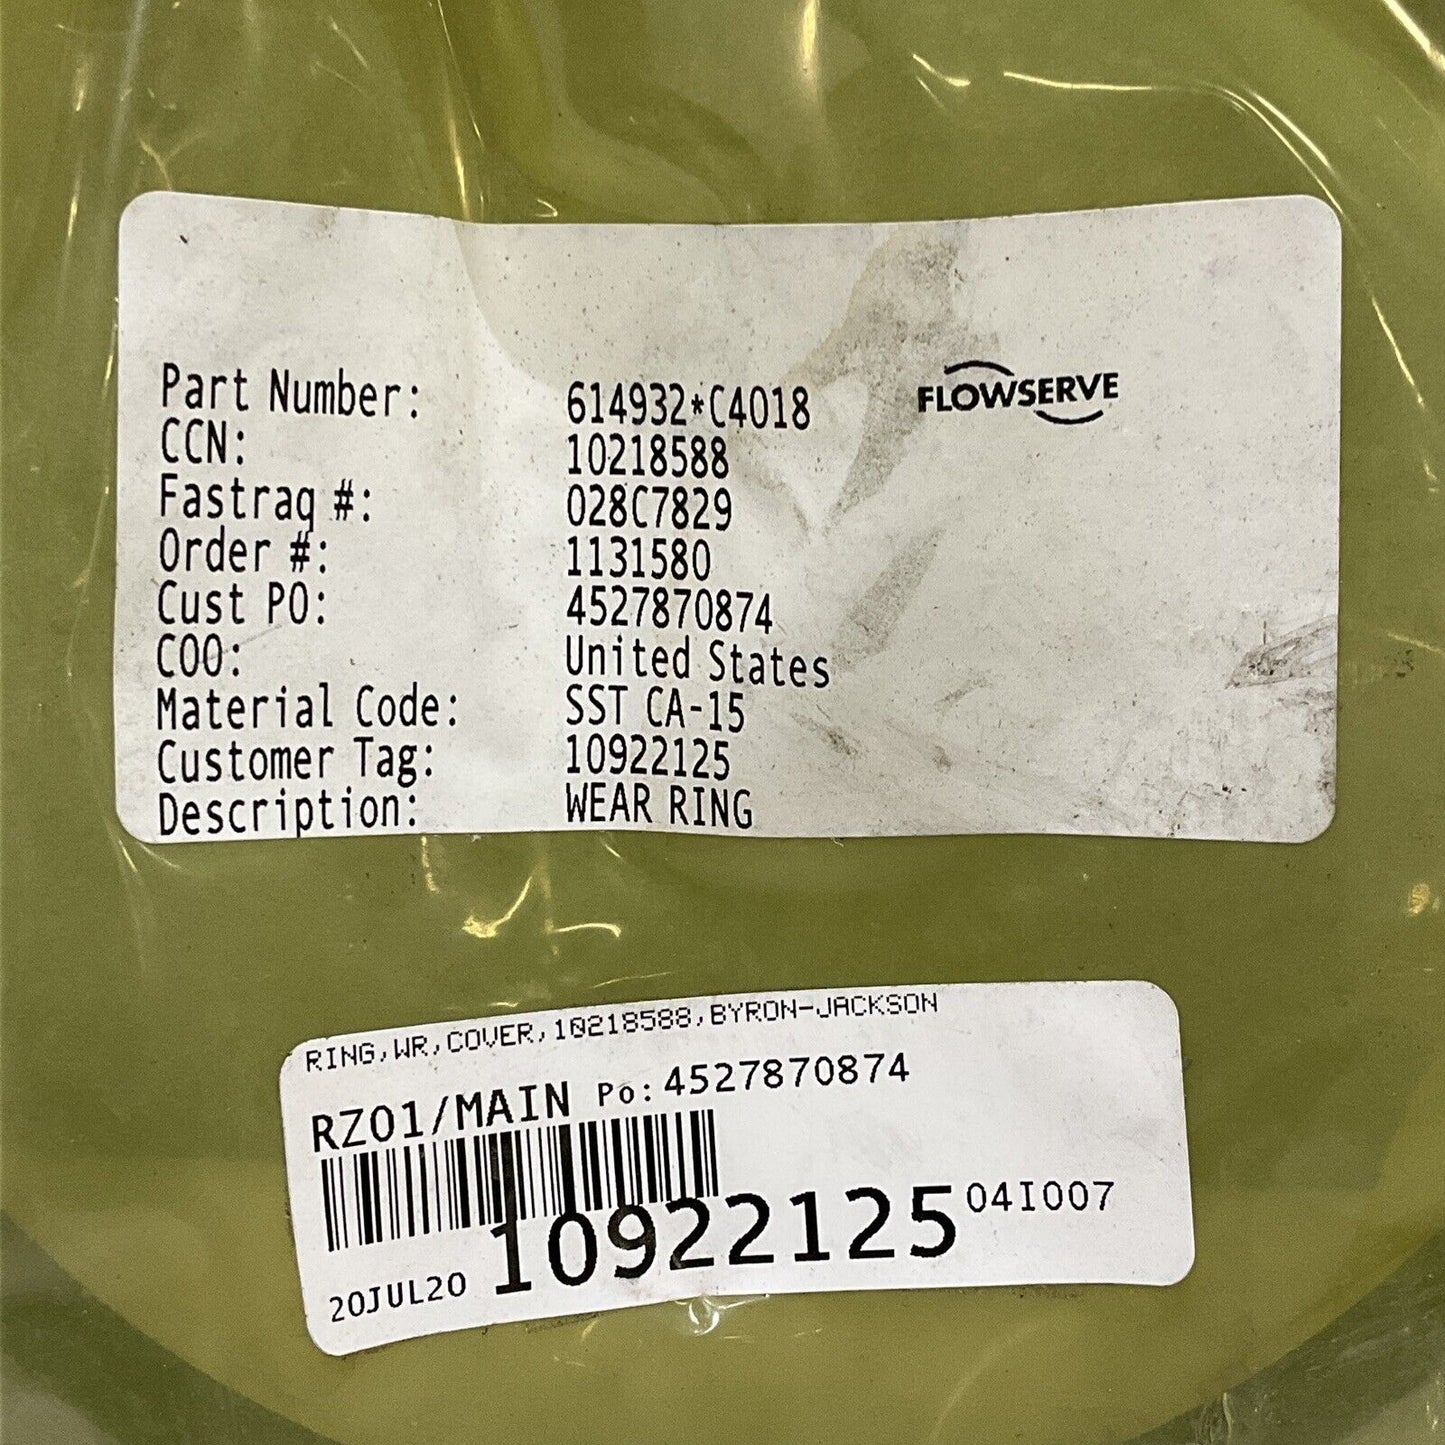 FLOWSERVE
Part Number: 614932*C4018
CCN: 10218588
Fastraq #: 028C7829
Order #: 1131580
Cust PO: 4527870874
COO: United States
Material Code: SST CA-15
Customer Tag: 10922125
Description: WEAR RING
RING,WR,COVER,10218588,BYRON-JACKSON
RZ01/MAIN Po: 4527870874
10922125 04I007
20JUL20